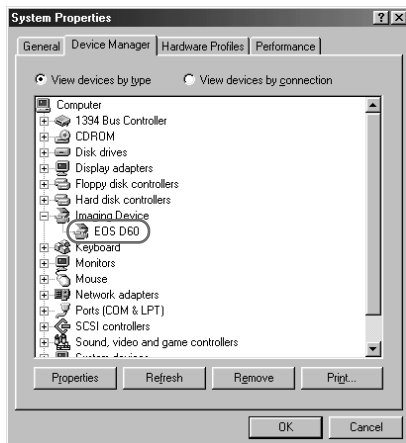 System Properties
General Device Manager Hardware Profiles Performance
View devices by type View devices by connection
Computer
1394 Bus Controller
CDROM
Disk drives
Display adapters
Floppy disk controllers
Hard disk controllers
Imaging Device
EOS D60
Keyboard
Monitors
Mouse
Network adapters
Ports (COM & LPT)
SCSI controllers
Sound, video and game controllers
System devices
Properties Refresh Remove Print...
OK Cancel